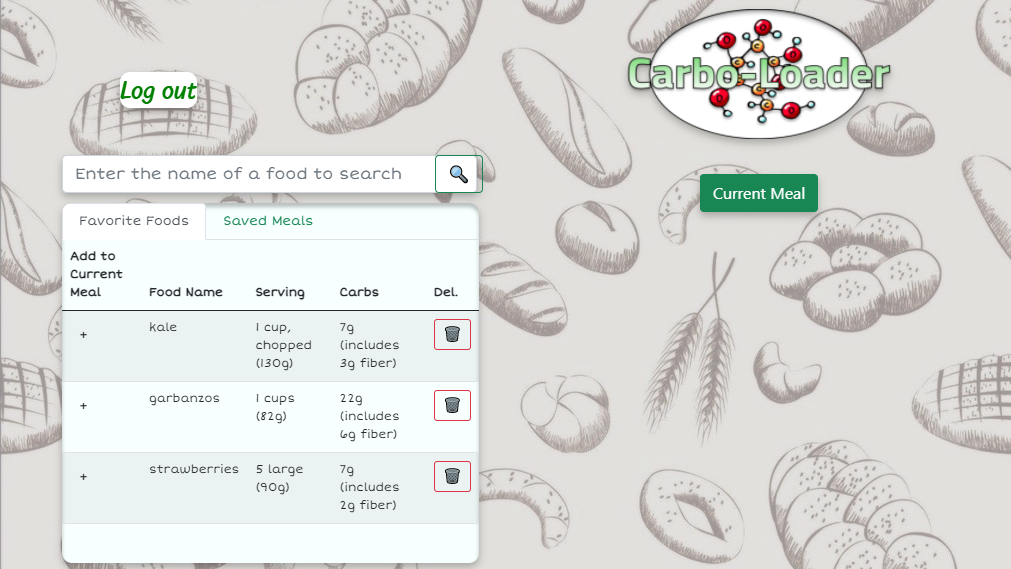 Carbo-Loader
Log out
Enter the name of a food to search
Current Meal
Favorite Foods
Saved Meals
Add to
Current
Meal
Food Name
Serving
Carbs
Del.
+
kale
1 cup,
chopped
(130g)
7g
(includes
3g fiber)
+
garbanzos
1 cups
(82g)
22g
(includes
6g fiber)
+
strawberries
5 large
(90g)
7g
(includes
2g fiber)